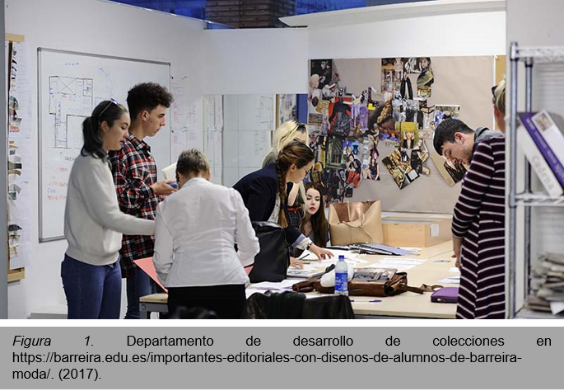 Figura 1. Departamento de desarrollo de colecciones en
https://barreira.edu.es/importantes-editoriales-con-disenos-de-alumnos-de-barreira-
moda/. (2017).